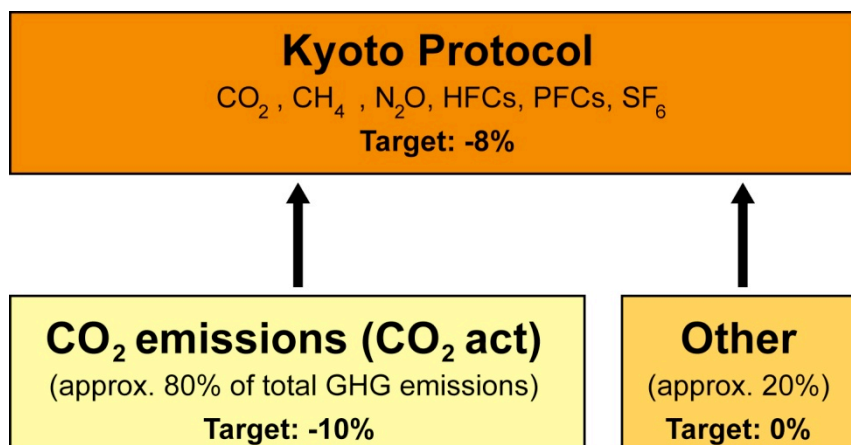 Kyoto Protocol
CO₂ , CH₄ , N₂O, HFCs, PFCs, SF₆
Target: -8%
CO₂ emissions (CO₂ act)
(approx. 80% of total GHG emissions)
Target: -10%
Other
(approx. 20%)
Target: 0%